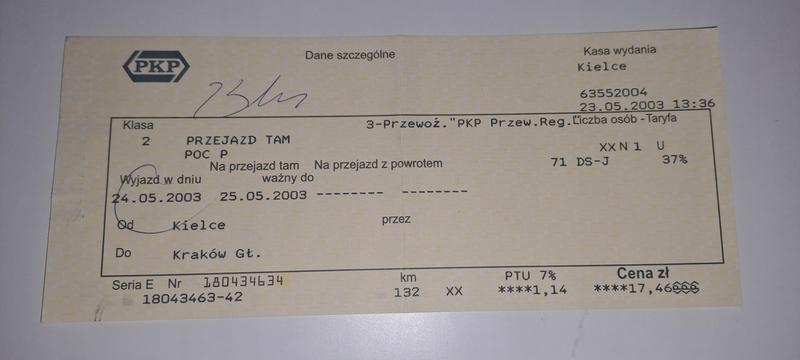 PKP
Dane szczególne
Kasa wydania
Kielce
63552004
23.05.2003 13:36
Klasa
3-Przewoź."PKP Przew.Reg."
Liczba osób -Taryfa
2 PRZEJAZD TAM
XX N 1 U
POC P
71 DS-J 37%
Na przejazd tam Na przejazd z powrotem
Wyjazd w dniu ważny do
24.05.2003 25.05.2003 -------- --------
Od Kielce przez
Do Kraków Gł.
Seria E Nr 180434634 km PTU 7% Cena zł
18043463-42 132 XX ****1,14 ****17,46